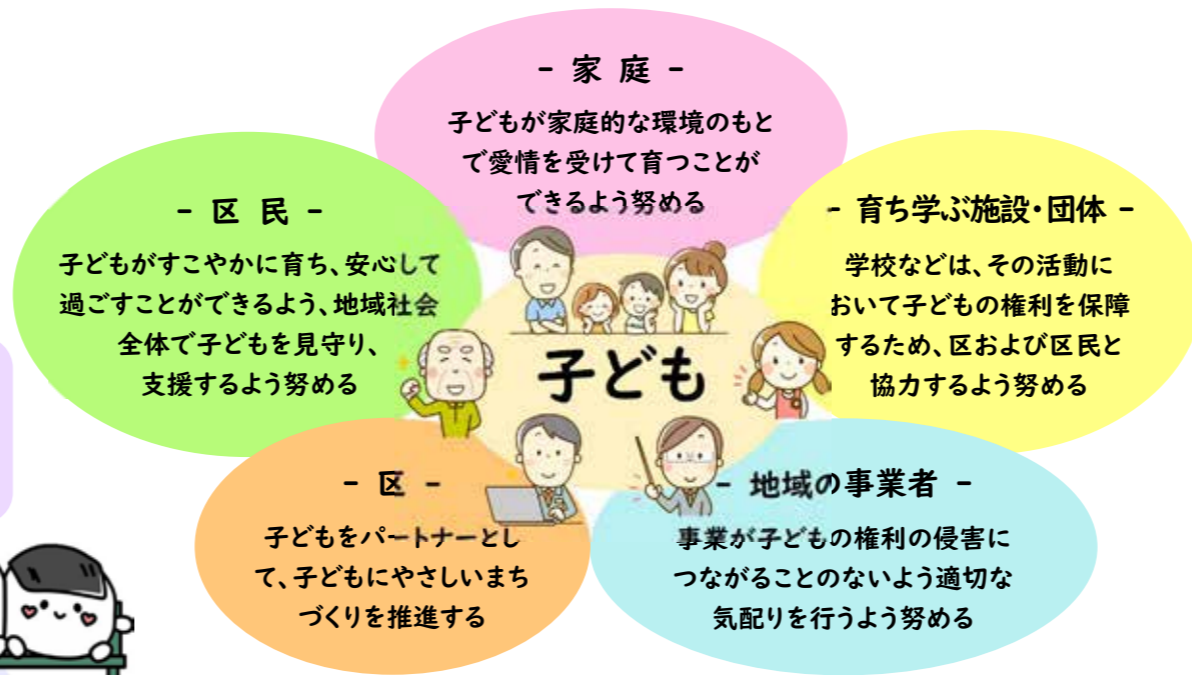 - 家 庭 -
子どもが家庭的な環境のもと
で愛情を受けて育つことが
できるよう努める
- 区 民 -
子どもがすこやかに育ち、安心して
過ごすことができるよう、地域社会
全体で子どもを見守り、
支援するよう努める
- 育ち学ぶ施設・団体 -
学校などは、その活動に
おいて子どもの権利を保障
するため、区および区民と
協力するよう努める
子ども
- 区 -
子どもをパートナーとし
て、子どもにやさしいまち
づくりを推進する
- 地域の事業者 -
事業が子どもの権利の侵害に
つながることのないよう適切な
気配りを行うよう努める